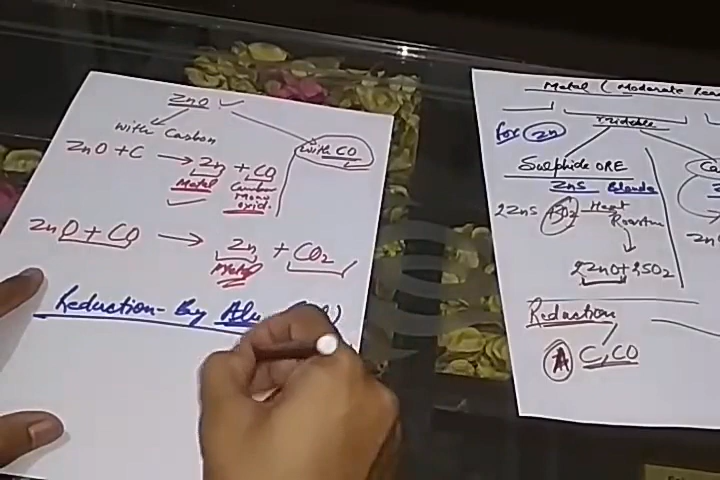 ZnO
with Carbon
with CO
ZnO + C → Zn + CO
Metal
Carbon
Mono
oxide
ZnO + CO → Zn + CO2
Metal
Reduction - By
Metal (Moderate
middle
for Zn
Sulphide ORE
ZnS Blende
2ZnS + 3O2 Heat
2ZnO + 2SO2
Reduction
A C, CO